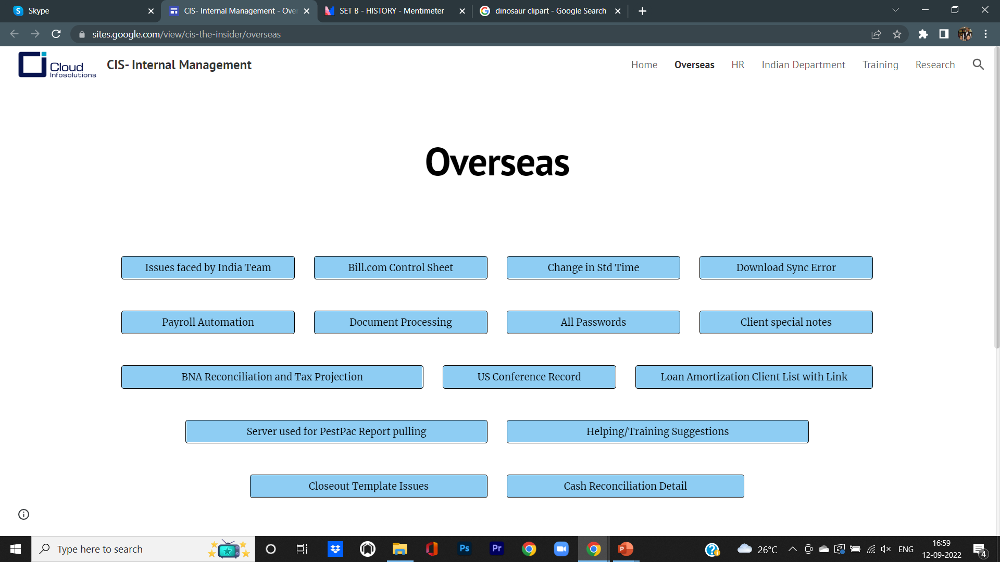 Skype
CIS- Internal Management - Over
SET B - HISTORY - Mentimeter
dinosaur clipart - Google Search
sites.google.com/view/cis-the-insider/overseas
Cloud
Infosolutions
CIS- Internal Management
Home
Overseas
HR
Indian Department
Training
Research
Overseas
Issues faced by India Team
Bill.com Control Sheet
Change in Std Time
Download Sync Error
Payroll Automation
Document Processing
All Passwords
Client special notes
BNA Reconciliation and Tax Projection
US Conference Record
Loan Amortization Client List with Link
Server used for PestPac Report pulling
Helping/Training Suggestions
Closeout Template Issues
Cash Reconciliation Detail
Type here to search
Ps
Pr
26°C
ENG
16:59
12-09-2022
4